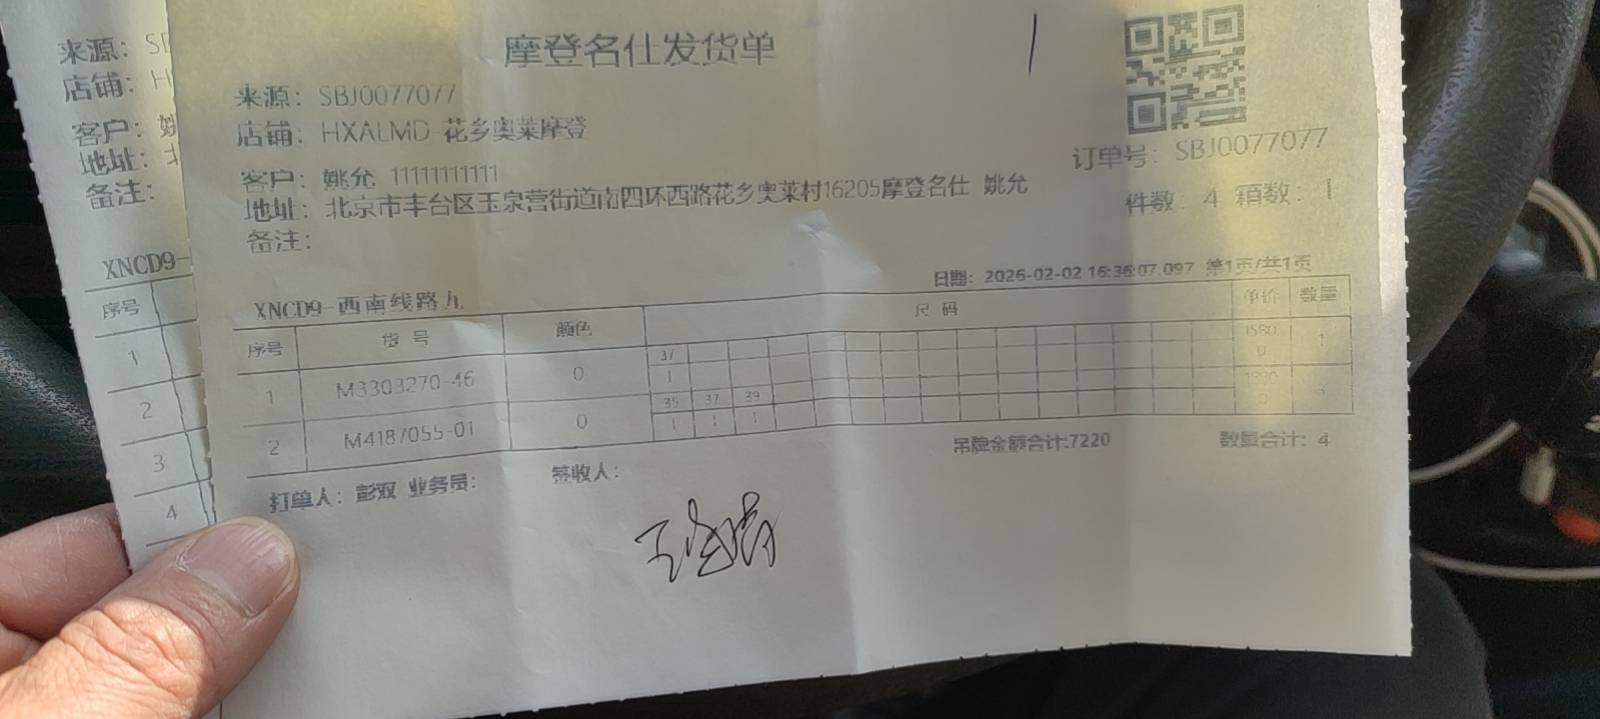 摩登名仕发货单
来源：SBJ0077077
店铺：HXALMD-花乡奥莱摩登
客户：姚允 11111111111
地址：北京市丰台区玉泉营街道南四环西路花乡奥莱村16205摩登名仕 姚允
备注：
订单号：SBJ0077077
件数：4 箱数：1
日期：2026-02-02 16:36:07.097 第1页/共1页
XNCD9-西南线路九
序号 货号 颜色 尺码 单价 数量
37
1 M3303270-46 0 1 1580 0 1
35 37 39
2 M4187055-01 0 1 1 1 3
吊牌金额合计:7220 数量合计：4
打单人：彭双 业务员： 签收人：
来源：
店铺：
客户：姚
地址：
备注：
XNCD9-
序号
1
2
3
4